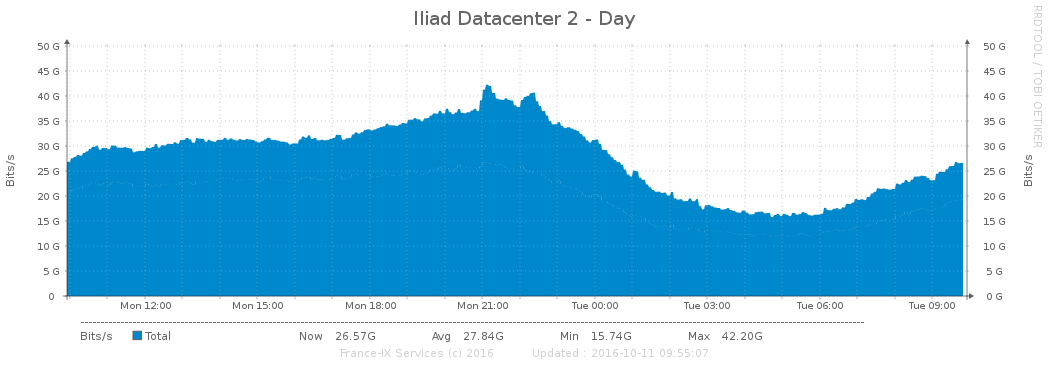 Iliad Datacenter 2 - Day
RRDTOOL / TOBI OETIKER
Bits/s
Bits/s
50 G 50 G
45 G 45 G
40 G 40 G
35 G 35 G
30 G 30 G
25 G 25 G
20 G 20 G
15 G 15 G
10 G 10 G
5 G 5 G
0 0 G
Mon 12:00 Mon 15:00 Mon 18:00 Mon 21:00 Tue 00:00 Tue 03:00 Tue 06:00 Tue 09:00
Bits/s Total Now 26.57G Avg 27.84G Min 15.74G Max 42.20G
France-IX Services (c) 2016 Updated : 2016-10-11 09:55:07